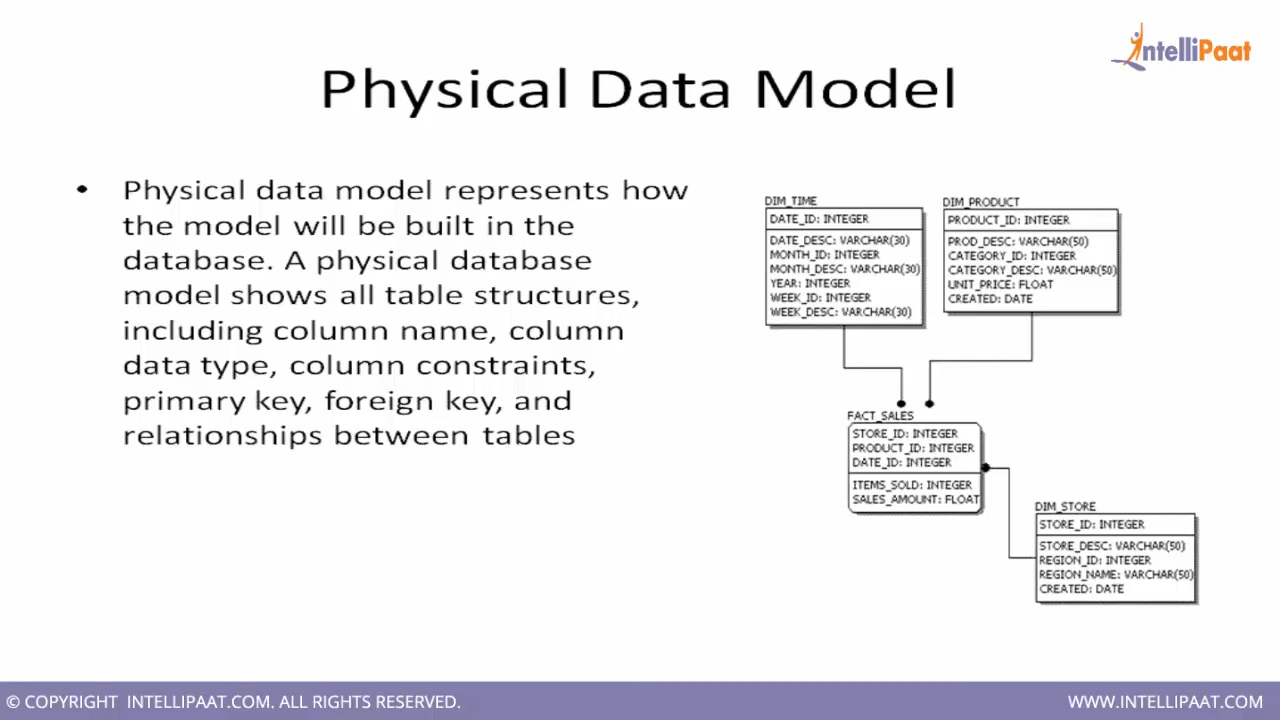 IntelliPaat
Physical Data Model
• Physical data model represents how
the model will be built in the
database. A physical database
model shows all table structures,
including column name, column
data type, column constraints,
primary key, foreign key, and
relationships between tables
DIM_TIME
DATE_ID: INTEGER
DATE_DESC: VARCHAR(30)
MONTH_ID: INTEGER
MONTH_DESC: VARCHAR(30)
YEAR: INTEGER
WEEK_ID: INTEGER
WEEK_DESC: VARCHAR(30)
DIM_PRODUCT
PRODUCT_ID: INTEGER
PROD_DESC: VARCHAR(50)
CATEGORY_ID: INTEGER
CATEGORY_DESC: VARCHAR(50)
UNIT_PRICE: FLOAT
CREATED: DATE
FACT_SALES
STORE_ID: INTEGER
PRODUCT_ID: INTEGER
DATE_ID: INTEGER
ITEMS_SOLD: INTEGER
SALES_AMOUNT: FLOAT
DIM_STORE
STORE_ID: INTEGER
STORE_DESC: VARCHAR(50)
REGION_ID: INTEGER
REGION_NAME: VARCHAR(50)
CREATED: DATE
© COPYRIGHT INTELLIPAAT.COM. ALL RIGHTS RESERVED.
WWW.INTELLIPAAT.COM